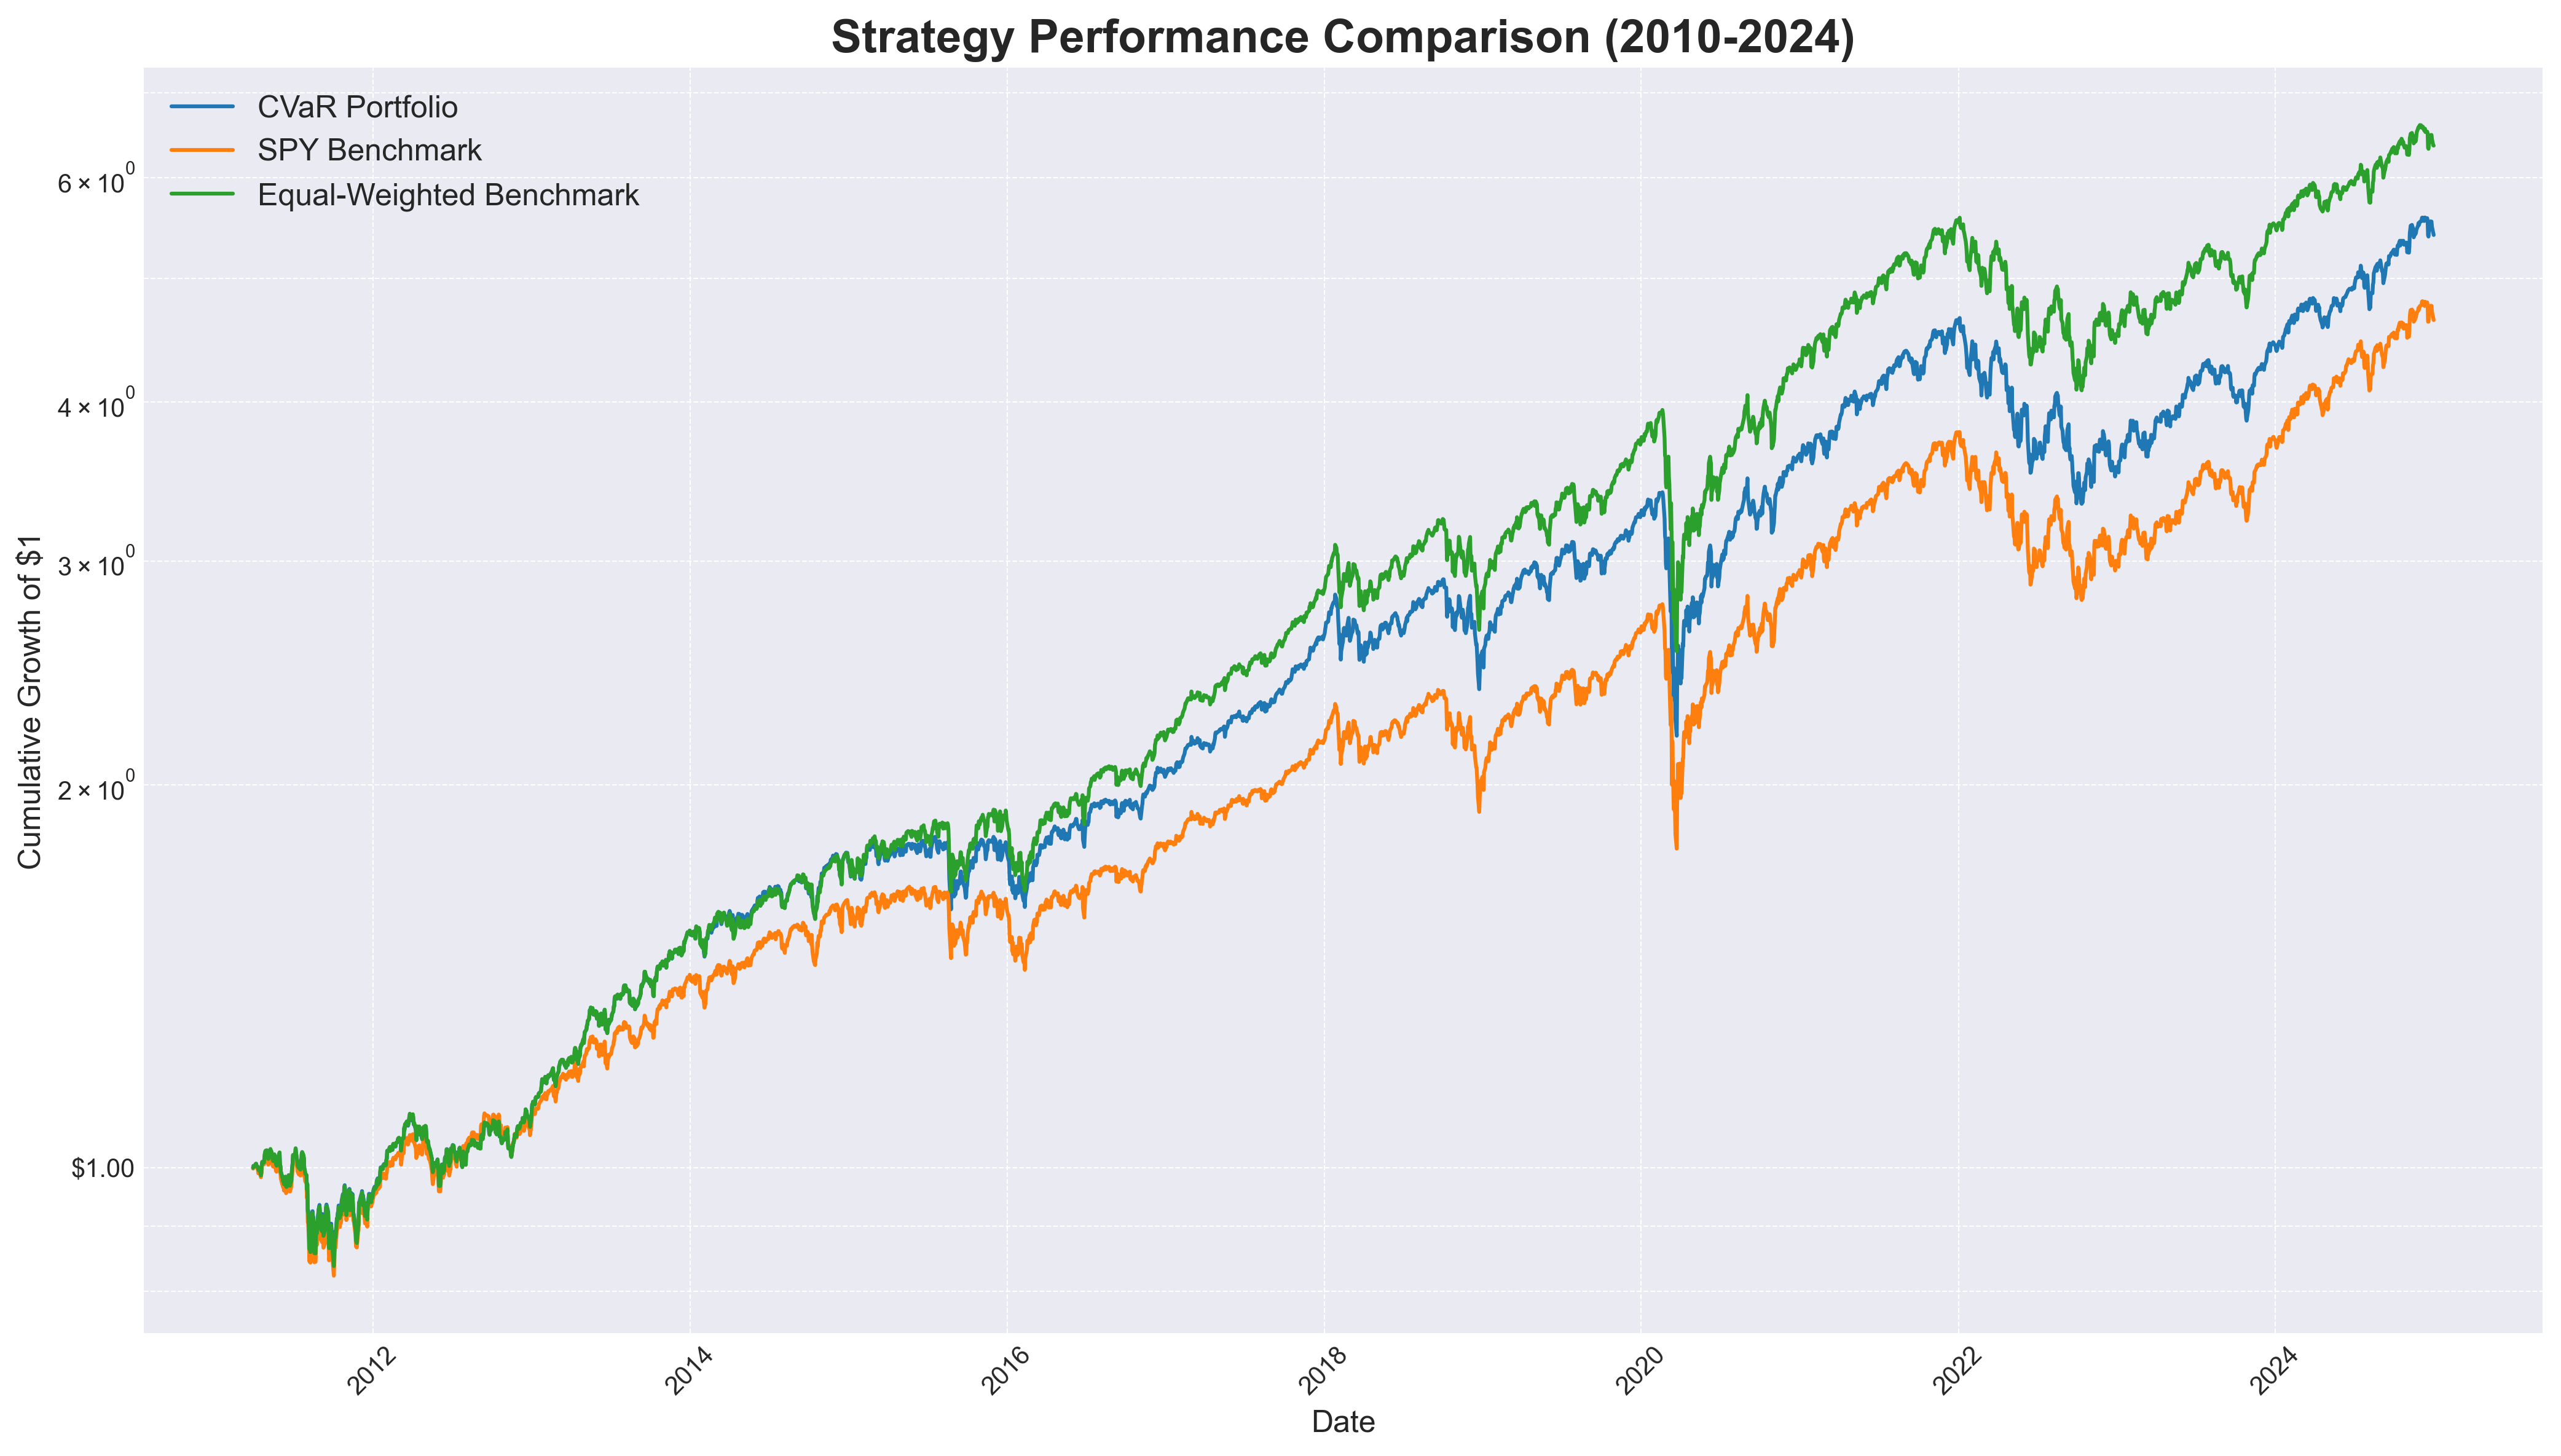 Strategy Performance Comparison (2010-2024)
CVaR Portfolio
SPY Benchmark
Equal-Weighted Benchmark
Cumulative Growth of $1
6 × 10⁰
4 × 10⁰
3 × 10⁰
2 × 10⁰
$1.00
2012
2014
2016
2018
2020
2022
2024
Date